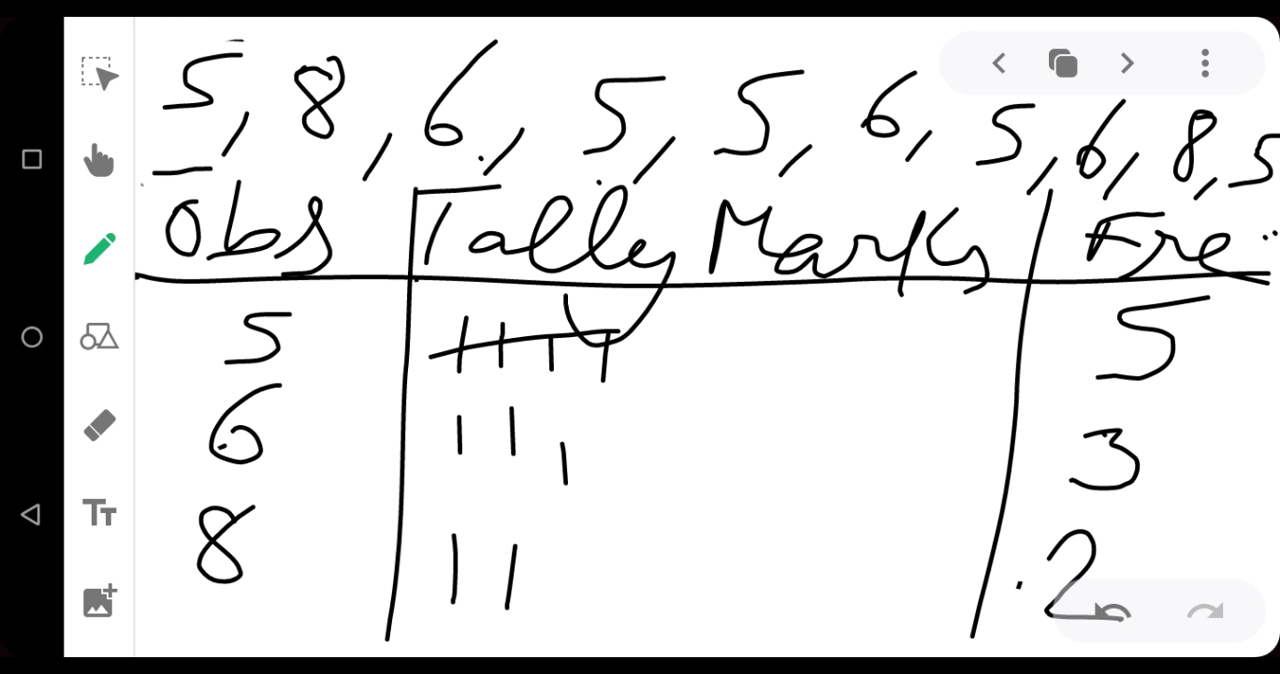 5, 8, 6, 5, 5, 6, 5, 6, 8, 5
Obs Tally Marks Fre..
5 5
6 3
8 2
TT